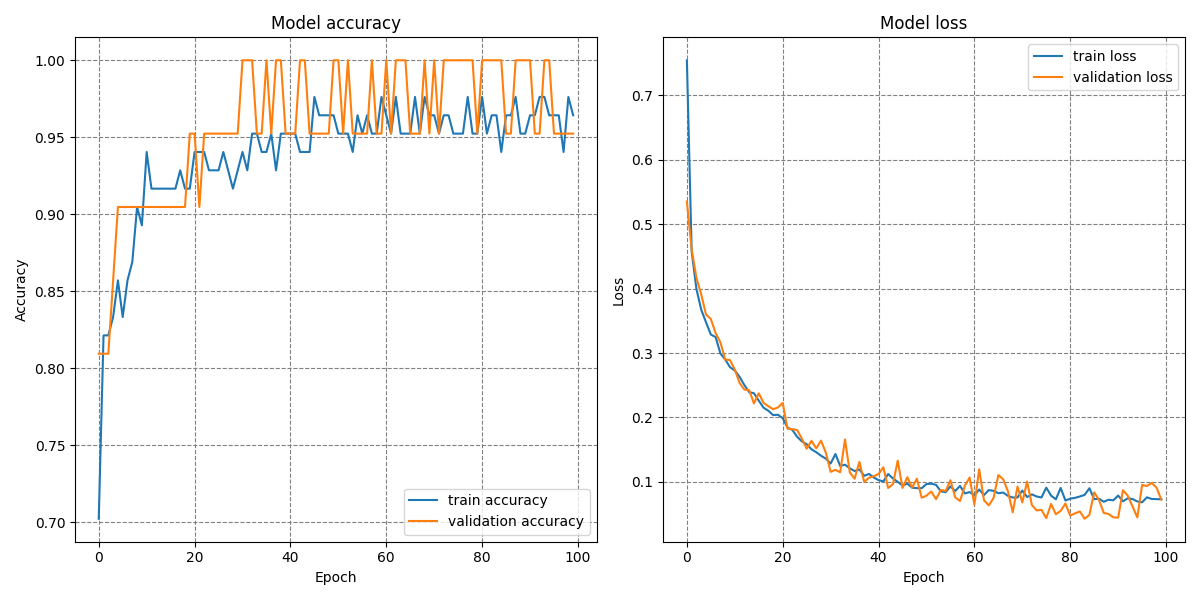 Model accuracy
Accuracy
1.00
0.95
0.90
0.85
0.80
0.75
0.70
train accuracy
validation accuracy
0 20 40 60 80 100
Epoch
Model loss
Loss
train loss
validation loss
0.7
0.6
0.5
0.4
0.3
0.2
0.1
0 20 40 60 80 100
Epoch